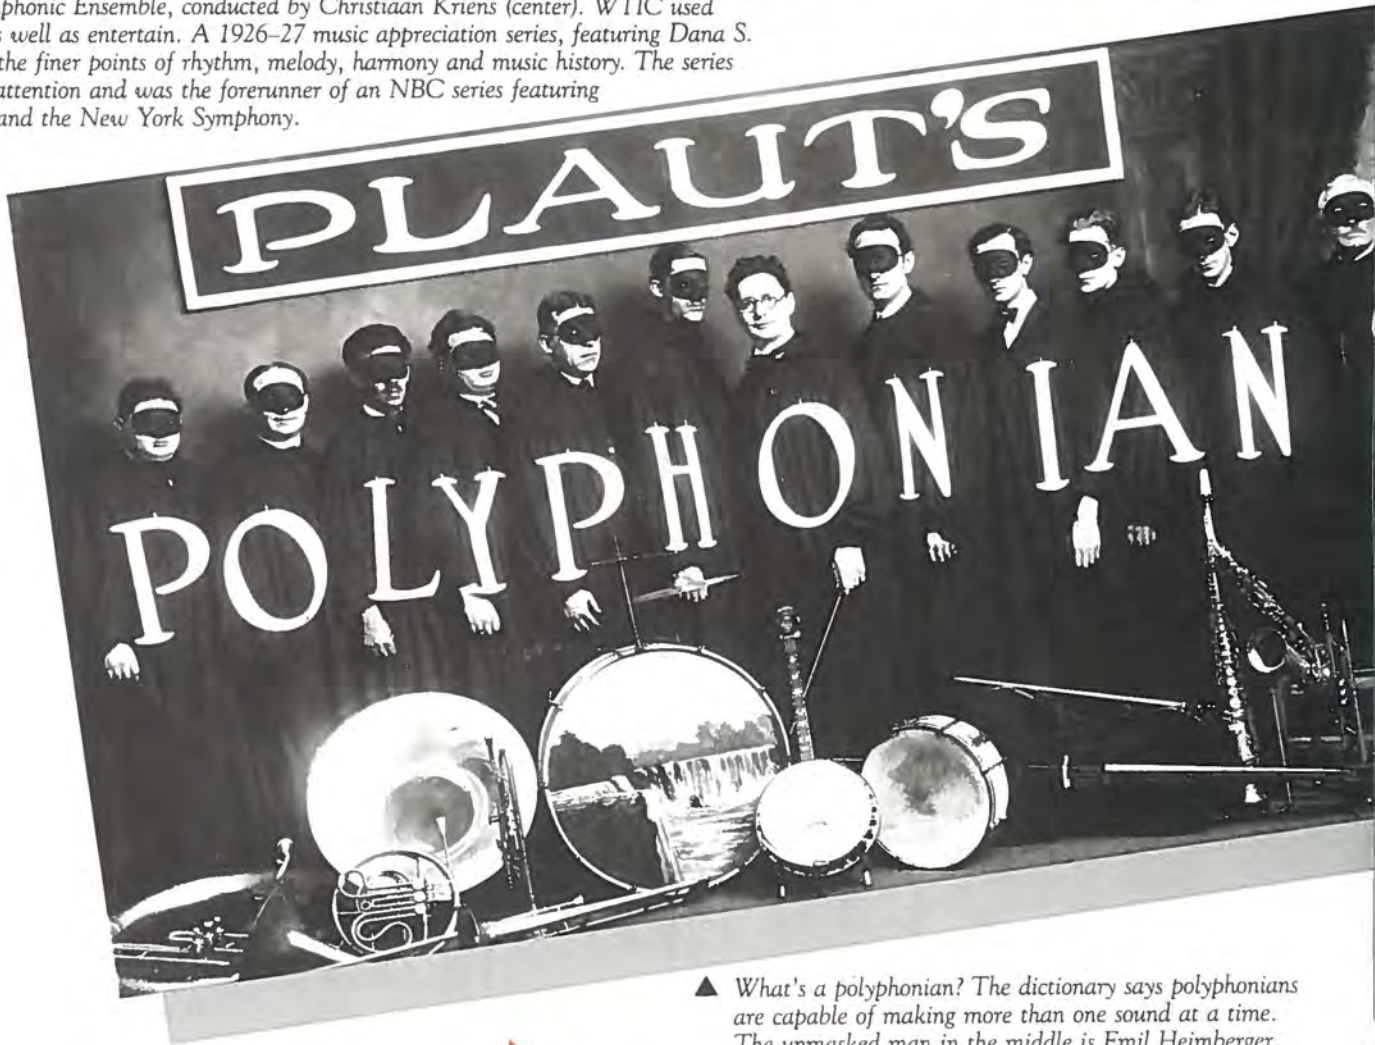 phonic Ensemble, conducted by Christiaan Kriens (center). WTIC used
well as entertain. A 1926–27 music appreciation series, featuring Dana S.
the finer points of rhythm, melody, harmony and music history. The series
attention and was the forerunner of an NBC series featuring
and the New York Symphony.
PLAUT'S
POLYPHONIAN
▲ What's a polyphonian? The dictionary says polyphonians
are capable of making more than one sound at a time.
The unmasked man in the middle is Emil Heimberger,